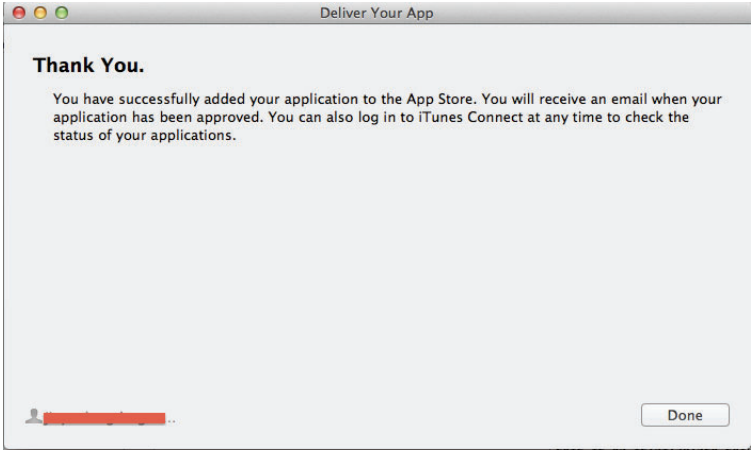 Deliver Your App
Thank You.
You have successfully added your application to the App Store. You will receive an email when your
application has been approved. You can also log in to iTunes Connect at any time to check the
status of your applications.
Done